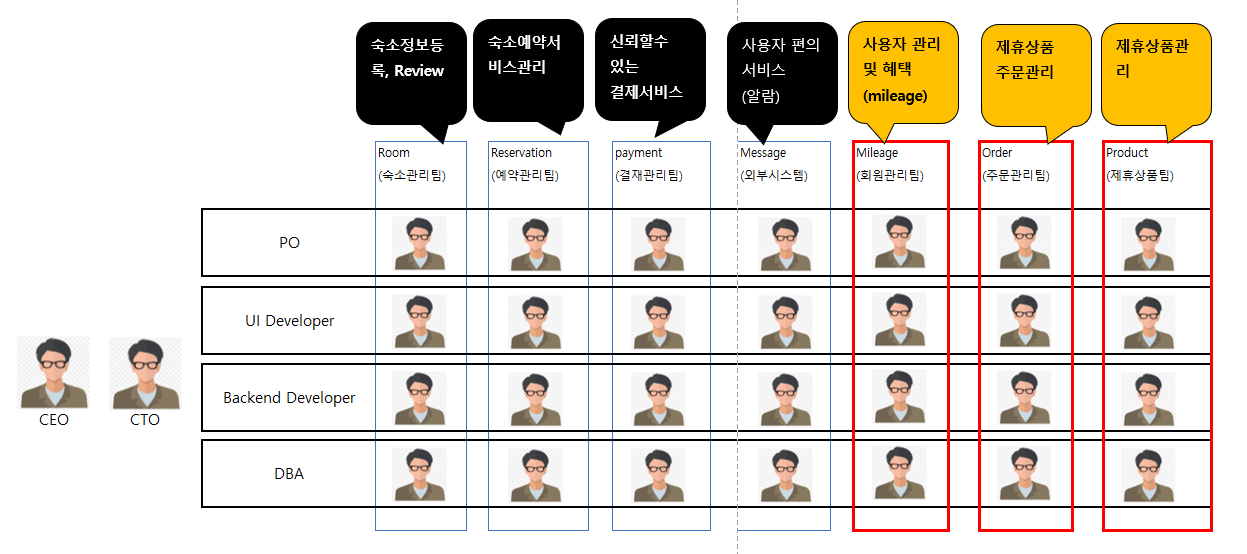 숙소정보등
록, Review
숙소예약서
비스관리
신뢰할수
있는
결제서비스
사용자 편의
서비스
(알람)
사용자 관리
및 혜택
(mileage)
제휴상품
주문관리
제휴상품관
리
Room
(숙소관리팀)
Reservation
(예약관리팀)
payment
(결재관리팀)
Message
(외부시스템)
Mileage
(회원관리팀)
Order
(주문관리팀)
Product
(제휴상품팀)
PO
UI Developer
Backend Developer
DBA
CEO
CTO